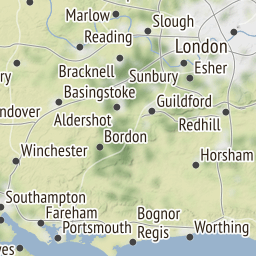 Marlow
Slough
London
Reading
Bracknell
Sunbury
Esher
Basingstoke
Guildford
ndover
Aldershot
Redhill
Bordon
Winchester
Horsham
Southampton
Fareham
Bognor
Regis
Portsmouth
Worthing